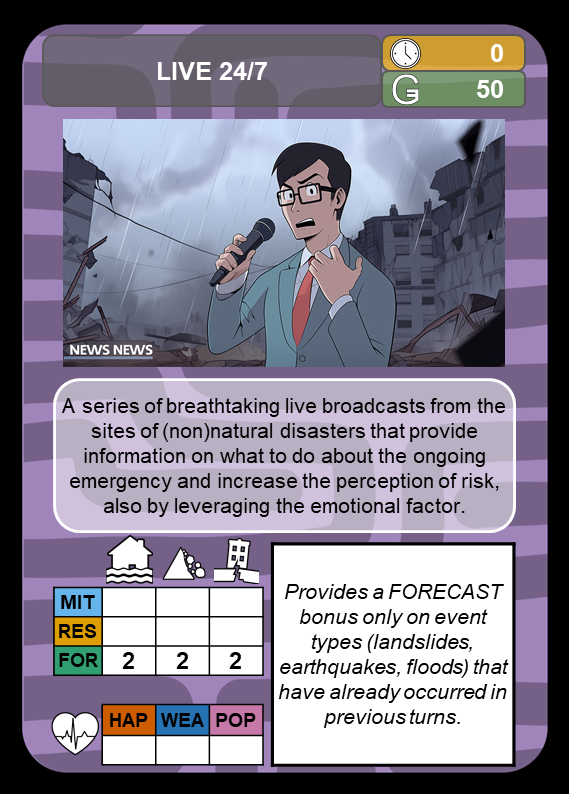 LIVE 24/7
0
G 50
NEWS NEWS
A series of breathtaking live broadcasts from the
sites of (non)natural disasters that provide
information on what to do about the ongoing
emergency and increase the perception of risk,
also by leveraging the emotional factor.
MIT
RES
FOR 2 2 2
HAP WEA POP
Provides a FORECAST
bonus only on event
types (landslides,
earthquakes, floods) that
have already occurred in
previous turns.